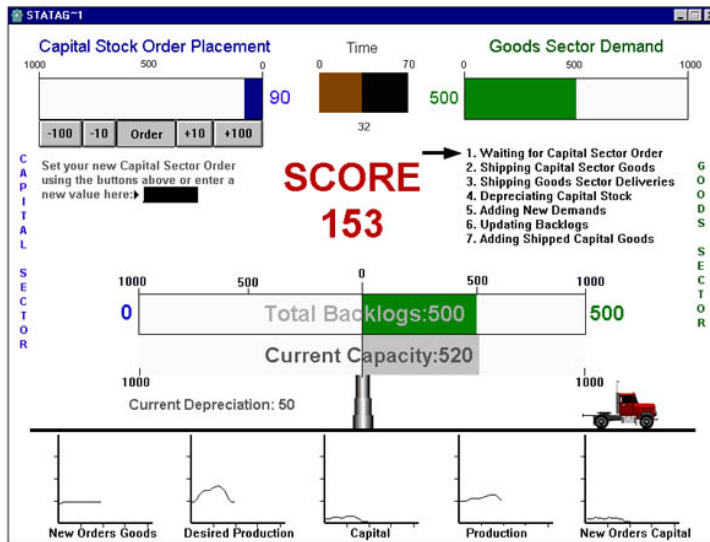 STATAG~1
Capital Stock Order Placement
Time
Goods Sector Demand
1000
500
0
0
70
0
500
1000
90
500
32
-100
-10
Order
+10
+100
Set your new Capital Sector Order
using the buttons above or enter a
new value here:
SCORE
153
1. Waiting for Capital Sector Order
2. Shipping Capital Sector Goods
3. Shipping Goods Sector Deliveries
4. Depreciating Capital Stock
5. Adding New Demands
6. Updating Backlogs
7. Adding Shipped Capital Goods
CAPITAL SECTOR
GOODS SECTOR
1000
500
0
500
1000
0
Total Backlogs:500
500
Current Capacity:520
1000
1000
Current Depreciation: 50
New Orders Goods
Desired Production
Capital
Production
New Orders Capital